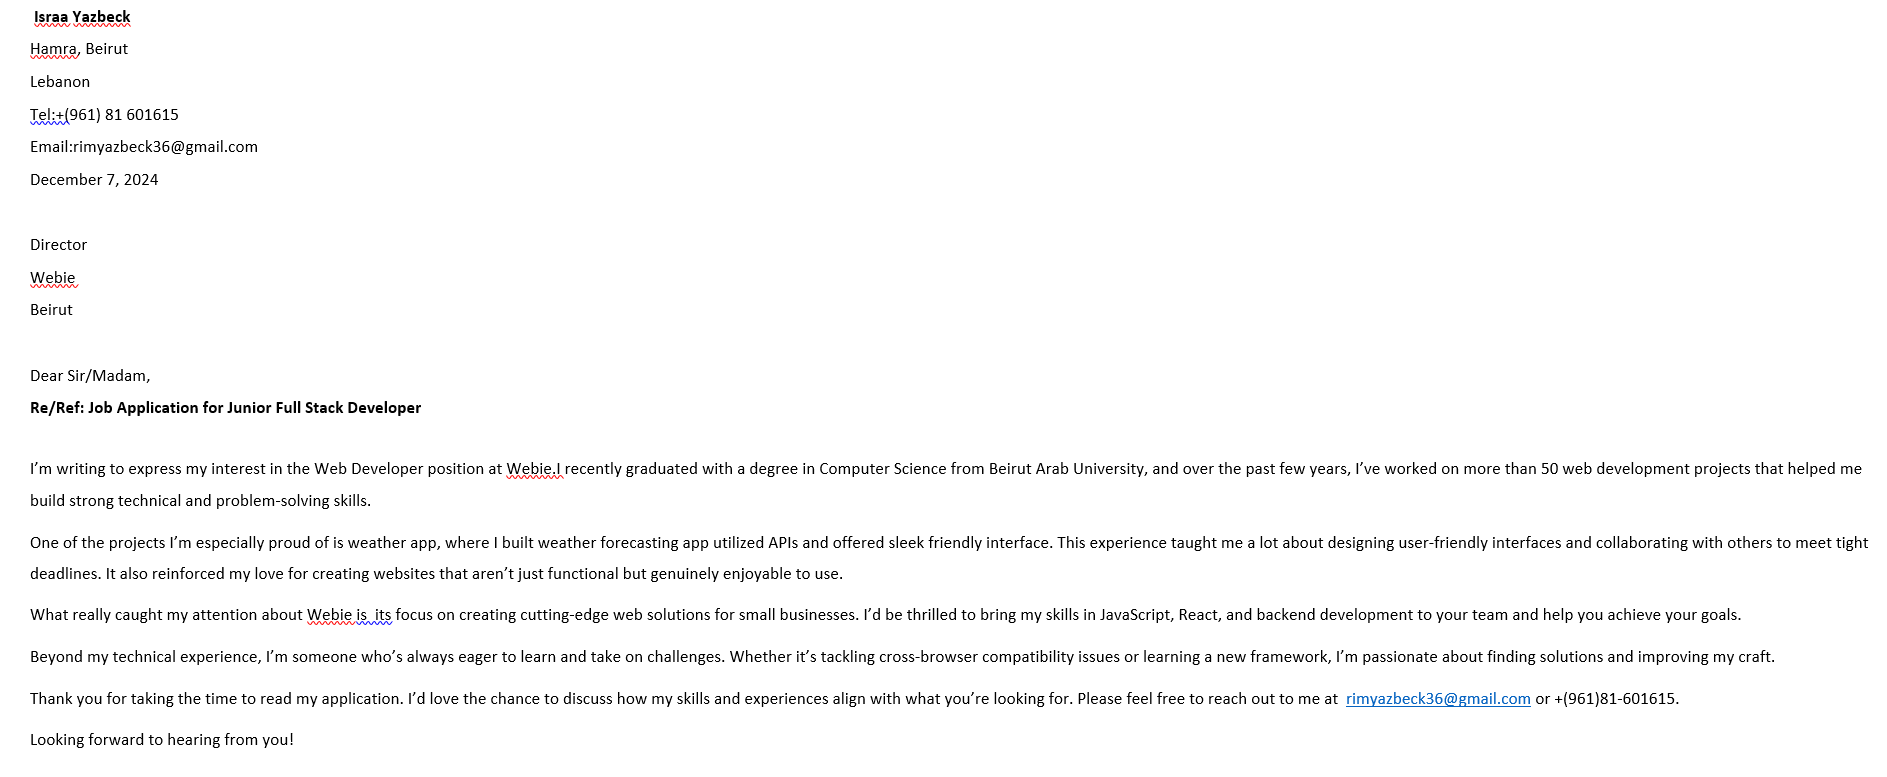 Israa Yazbeck
Hamra, Beirut
Lebanon
Tel:+(961) 81 601615
Email:rimyazbeck36@gmail.com
December 7, 2024
Director
Webie
Beirut
Dear Sir/Madam,
Re/Ref: Job Application for Junior Full Stack Developer
I’m writing to express my interest in the Web Developer position at Webie.I recently graduated with a degree in Computer Science from Beirut Arab University, and over the past few years, I’ve worked on more than 50 web development projects that helped me
build strong technical and problem-solving skills.
One of the projects I’m especially proud of is weather app, where I built weather forecasting app utilized APIs and offered sleek friendly interface. This experience taught me a lot about designing user-friendly interfaces and collaborating with others to meet tight
deadlines. It also reinforced my love for creating websites that aren’t just functional but genuinely enjoyable to use.
What really caught my attention about Webie is  its focus on creating cutting-edge web solutions for small businesses. I’d be thrilled to bring my skills in JavaScript, React, and backend development to your team and help you achieve your goals.
Beyond my technical experience, I’m someone who’s always eager to learn and take on challenges. Whether it’s tackling cross-browser compatibility issues or learning a new framework, I’m passionate about finding solutions and improving my craft.
Thank you for taking the time to read my application. I’d love the chance to discuss how my skills and experiences align with what you’re looking for. Please feel free to reach out to me at  rimyazbeck36@gmail.com or +(961)81-601615.
Looking forward to hearing from you!